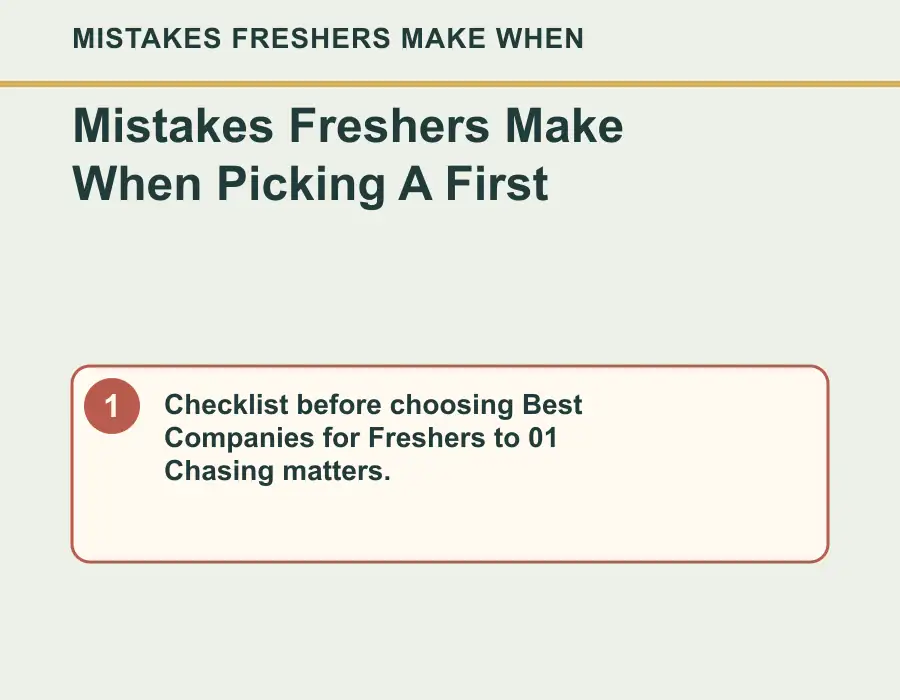 MISTAKES FRESHERS MAKE WHEN
Mistakes Freshers Make
When Picking A First
1
Checklist before choosing Best
Companies for Freshers to 01
Chasing matters.